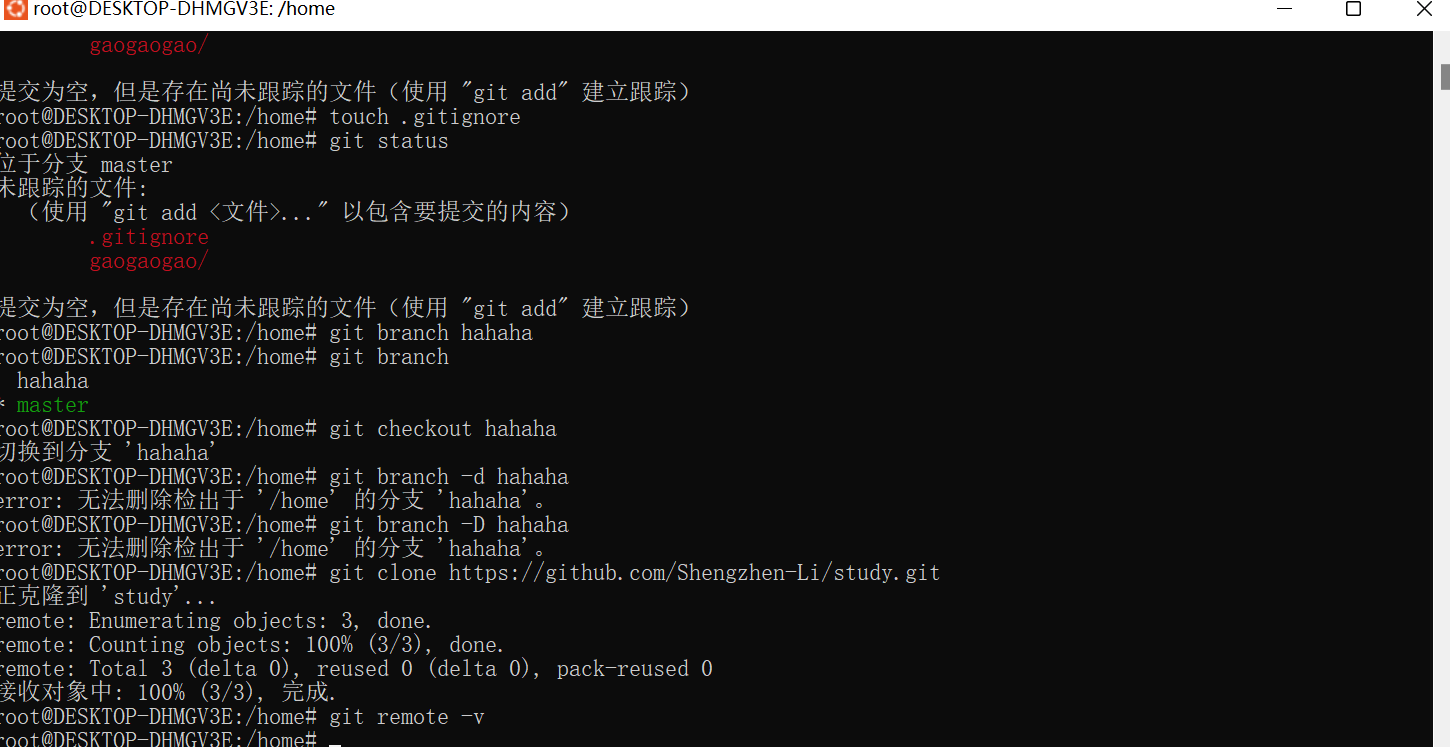 root@DESKTOP-DHMGV3E: /home
gaogaogao/
提交为空，但是存在尚未跟踪的文件（使用 "git add" 建立跟踪）
root@DESKTOP-DHMGV3E:/home# touch .gitignore
root@DESKTOP-DHMGV3E:/home# git status
位于分支 master
未跟踪的文件:
（使用 "git add <文件>..." 以包含要提交的内容）
.gitignore
gaogaogao/
提交为空，但是存在尚未跟踪的文件（使用 "git add" 建立跟踪）
root@DESKTOP-DHMGV3E:/home# git branch hahaha
root@DESKTOP-DHMGV3E:/home# git branch
hahaha
* master
root@DESKTOP-DHMGV3E:/home# git checkout hahaha
切换到分支 'hahaha'
root@DESKTOP-DHMGV3E:/home# git branch -d hahaha
error: 无法删除检出于 '/home' 的分支 'hahaha'。
root@DESKTOP-DHMGV3E:/home# git branch -D hahaha
error: 无法删除检出于 '/home' 的分支 'hahaha'。
root@DESKTOP-DHMGV3E:/home# git clone https://github.com/Shengzhen-Li/study.git
正克隆到 'study'...
remote: Enumerating objects: 3, done.
remote: Counting objects: 100% (3/3), done.
remote: Total 3 (delta 0), reused 0 (delta 0), pack-reused 0
接收对象中: 100% (3/3), 完成.
root@DESKTOP-DHMGV3E:/home# git remote -v
root@DESKTOP-DHMGV3E:/home#